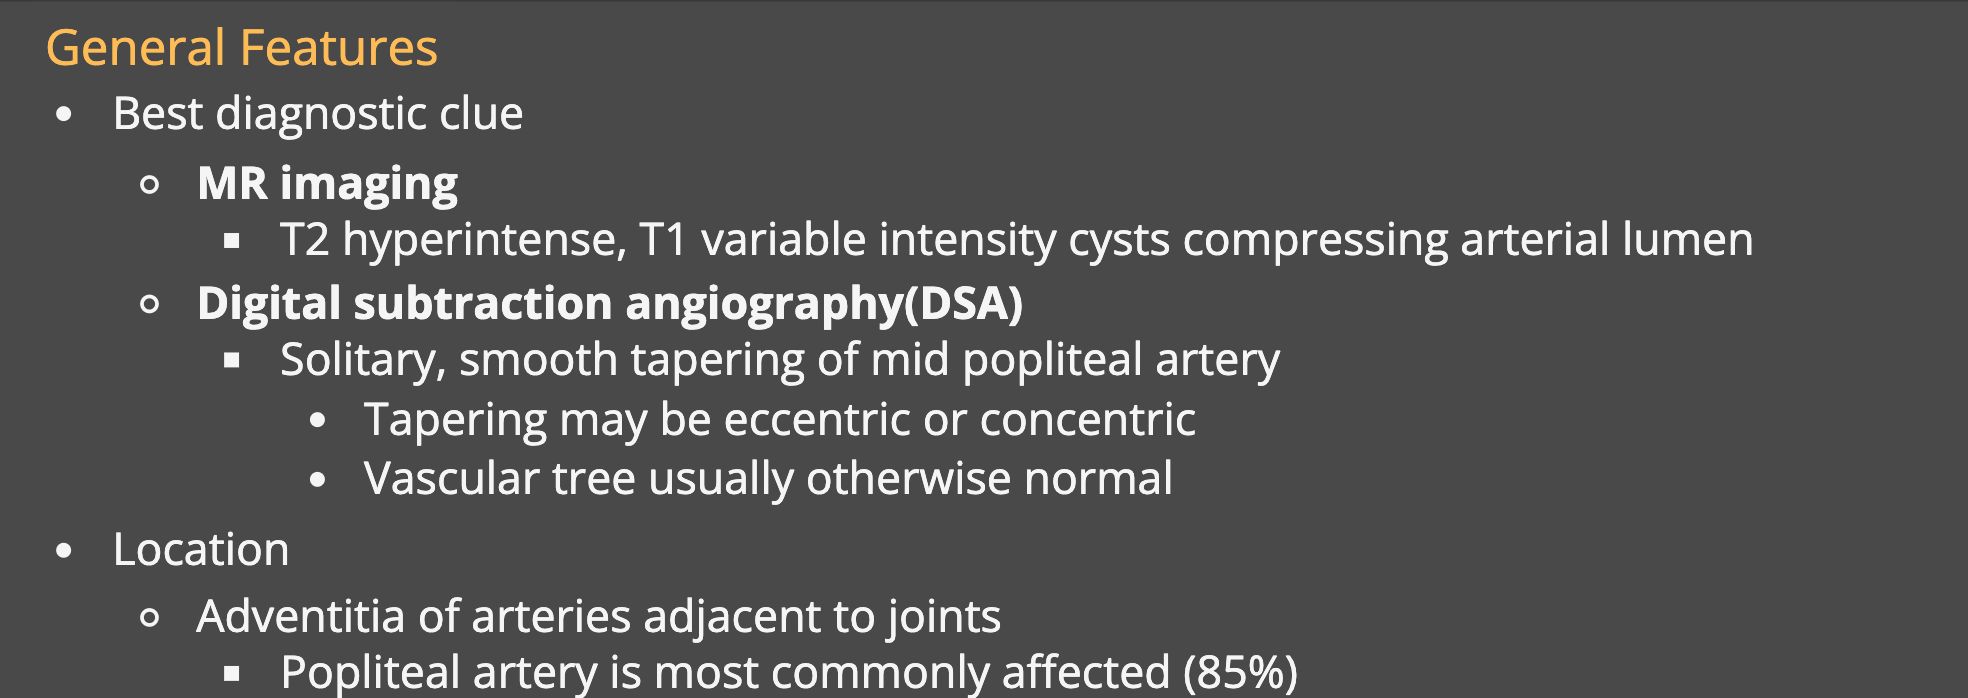 General Features
• Best diagnostic clue
○ MR imaging
▪ T2 hyperintense, T1 variable intensity cysts compressing arterial lumen
○ Digital subtraction angiography(DSA)
▪ Solitary, smooth tapering of mid popliteal artery
• Tapering may be eccentric or concentric
• Vascular tree usually otherwise normal
• Location
○ Adventitia of arteries adjacent to joints
▪ Popliteal artery is most commonly affected (85%)